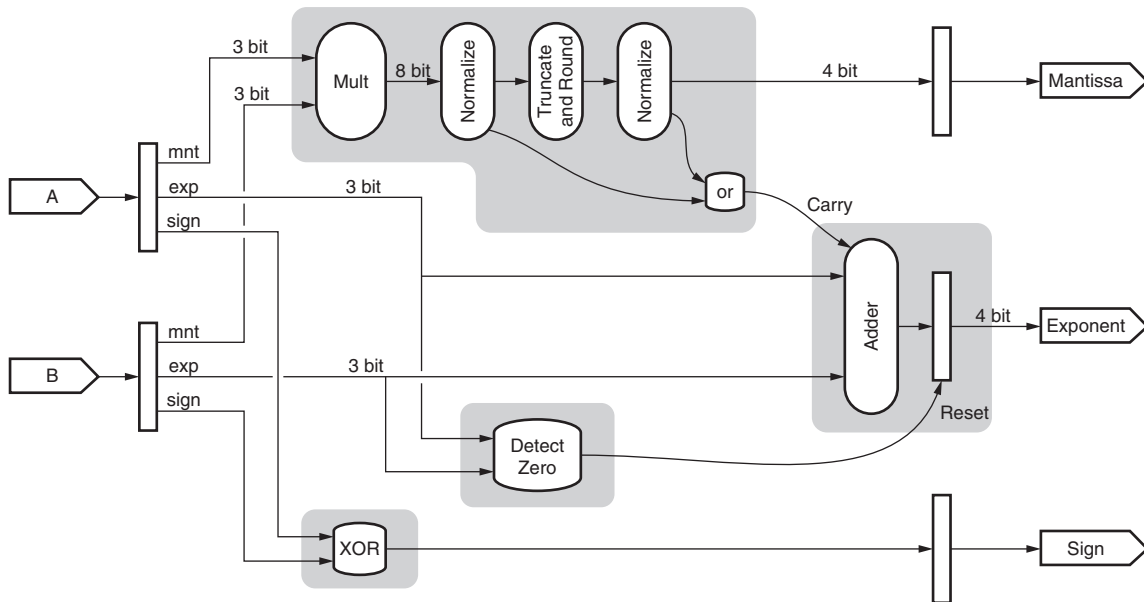 3 bit
3 bit
Mult
8 bit
Normalize
Truncate
and Round
Normalize
4 bit
Mantissa
or
Carry
A
mnt
exp
sign
3 bit
B
mnt
exp
sign
3 bit
Adder
4 bit
Exponent
Reset
Detect
Zero
XOR
Sign